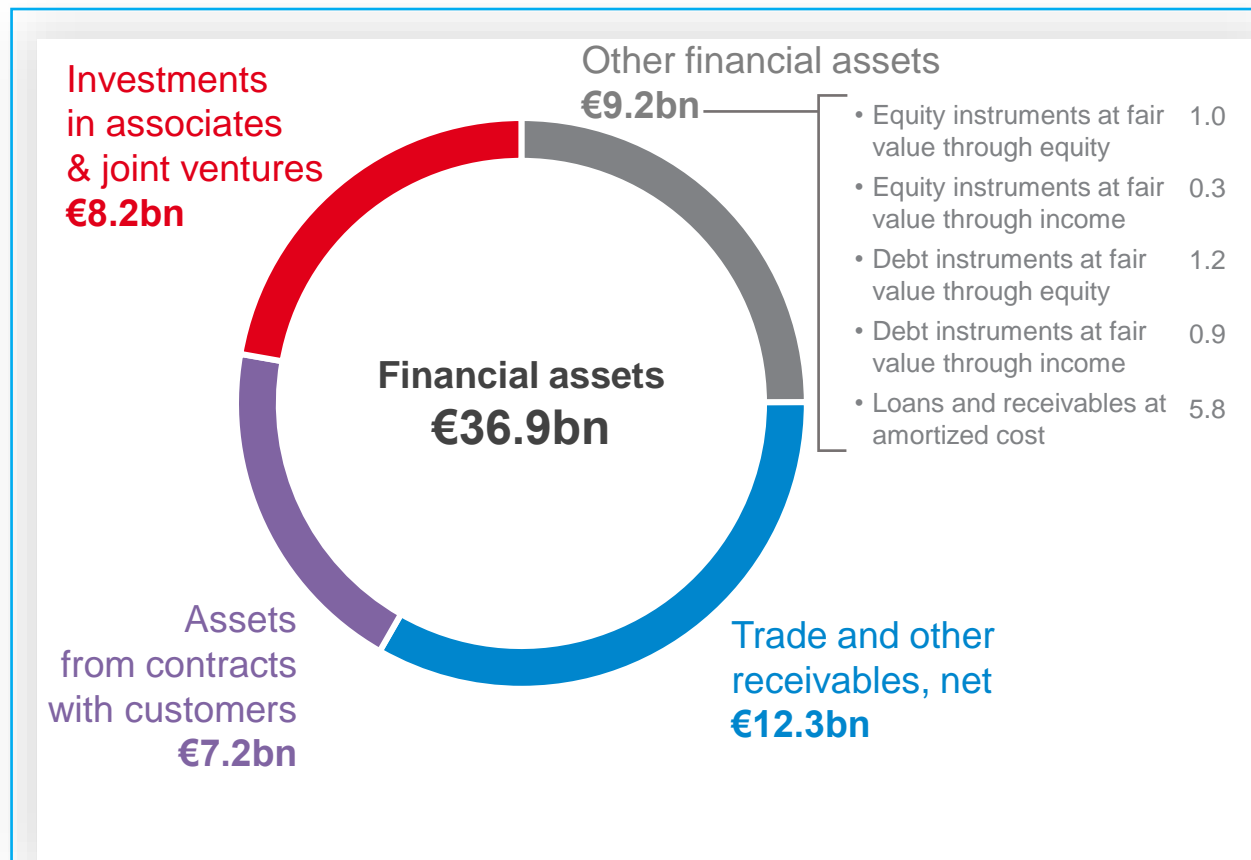 Investments
in associates
& joint ventures
€8.2bn
Other financial assets
€9.2bn
• Equity instruments at fair 1.0
value through equity
• Equity instruments at fair 0.3
value through income
• Debt instruments at fair 1.2
value through equity
• Debt instruments at fair 0.9
value through income
• Loans and receivables at 5.8
amortized cost
Financial assets
€36.9bn
Assets
from contracts
with customers
€7.2bn
Trade and other
receivables, net
€12.3bn